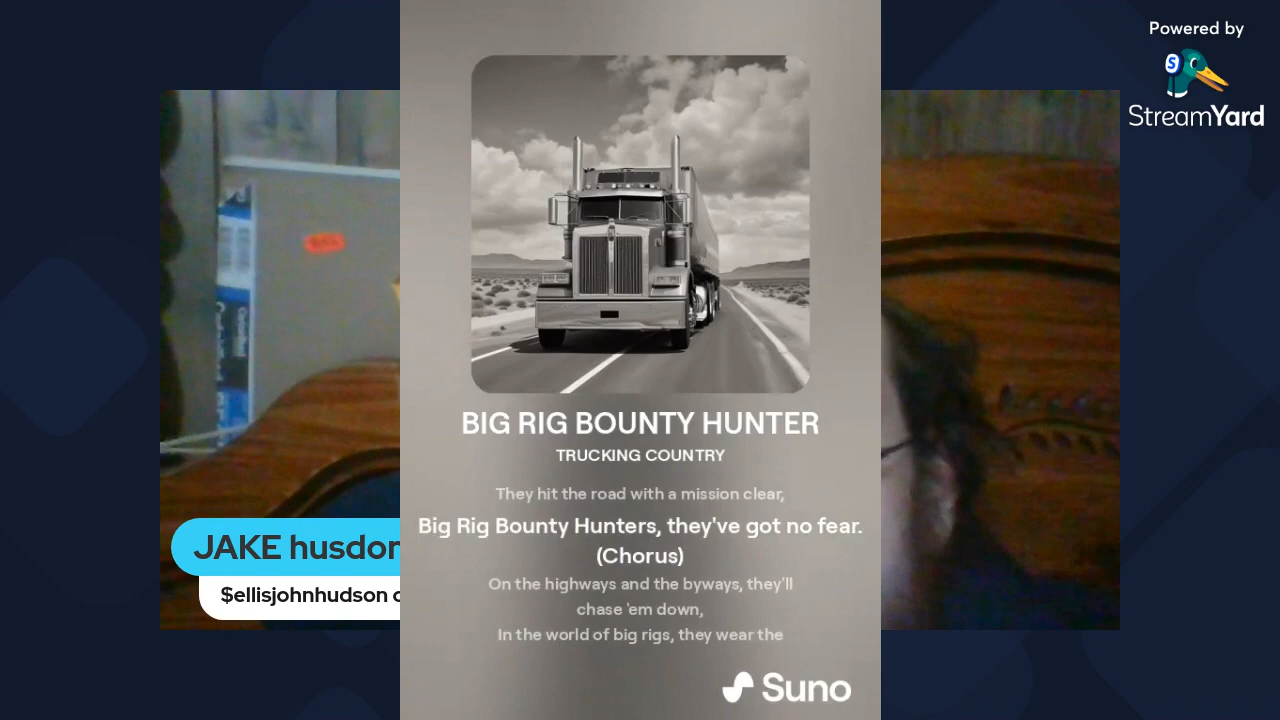 Powered by
StreamYard
BIG RIG BOUNTY HUNTER
TRUCKING COUNTRY
They hit the road with a mission clear,
Big Rig Bounty Hunters, they've got no fear.
(Chorus)
On the highways and the byways, they'll
chase 'em down,
In the world of big rigs, they wear the
JAKE husdon
$ellisjohnhudson c
Suno